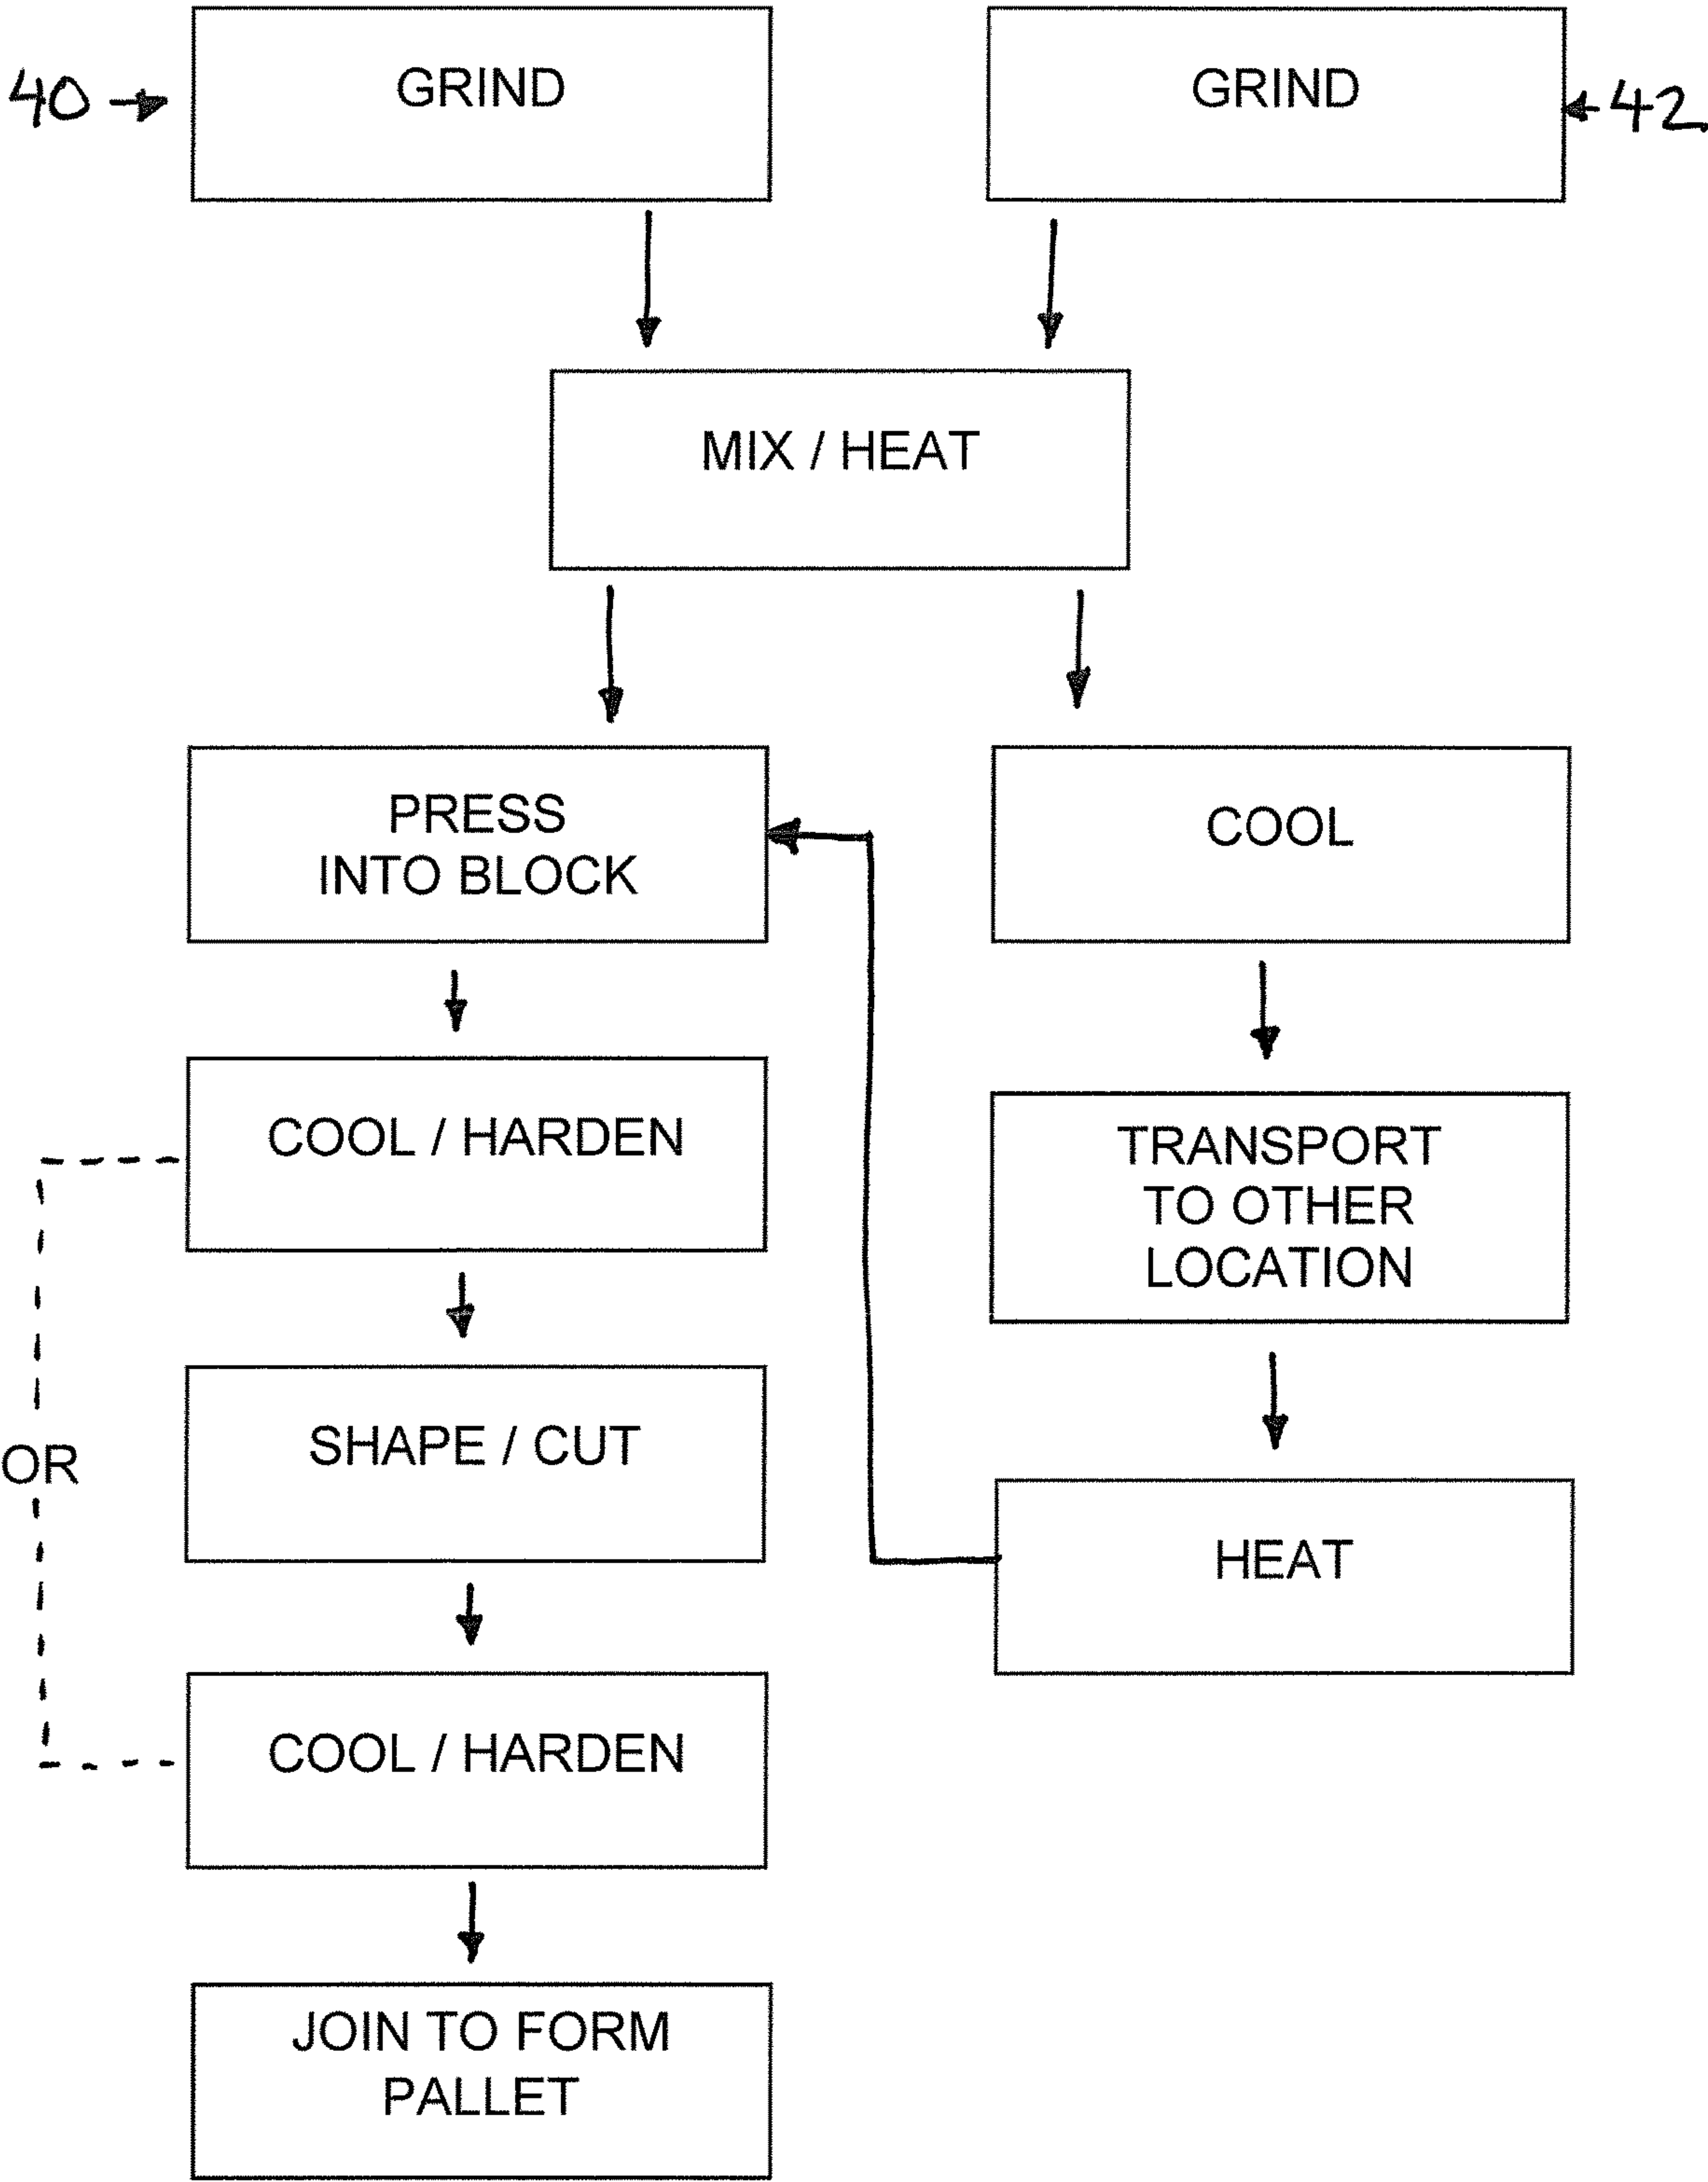 40
GRIND
GRIND
42
MIX / HEAT
PRESS
INTO BLOCK
COOL
COOL / HARDEN
TRANSPORT
TO OTHER
LOCATION
OR
SHAPE / CUT
HEAT
COOL / HARDEN
JOIN TO FORM
PALLET